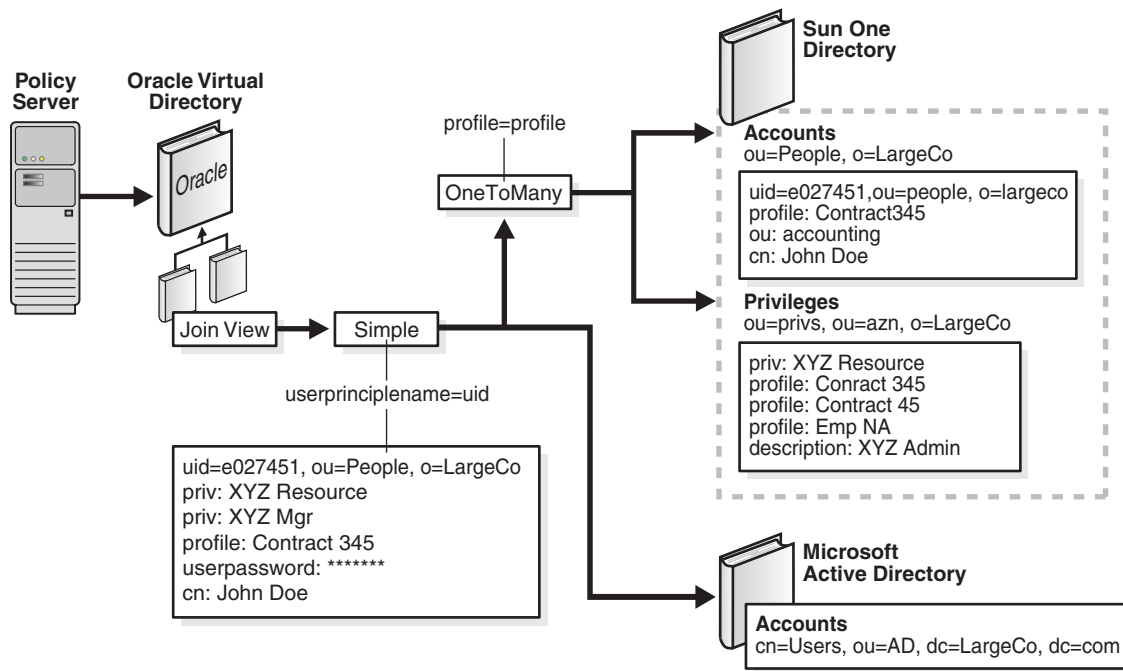 Policy
Server
Oracle Virtual
Directory
Oracle
Join View
Simple
userprinciplename=uid
uid=e027451, ou=People, o=LargeCo
priv: XYZ Resource
priv: XYZ Mgr
profile: Contract 345
userpassword: *******
cn: John Doe
profile=profile
OneToMany
Sun One
Directory
Accounts
ou=People, o=LargeCo
uid=e027451,ou=people, o=largeco
profile: Contract345
ou: accounting
cn: John Doe
Privileges
ou=privs, ou=azn, o=LargeCo
priv: XYZ Resource
profile: Conract 345
profile: Contract 45
profile: Emp NA
description: XYZ Admin
Microsoft
Active Directory
Accounts
cn=Users, ou=AD, dc=LargeCo, dc=com